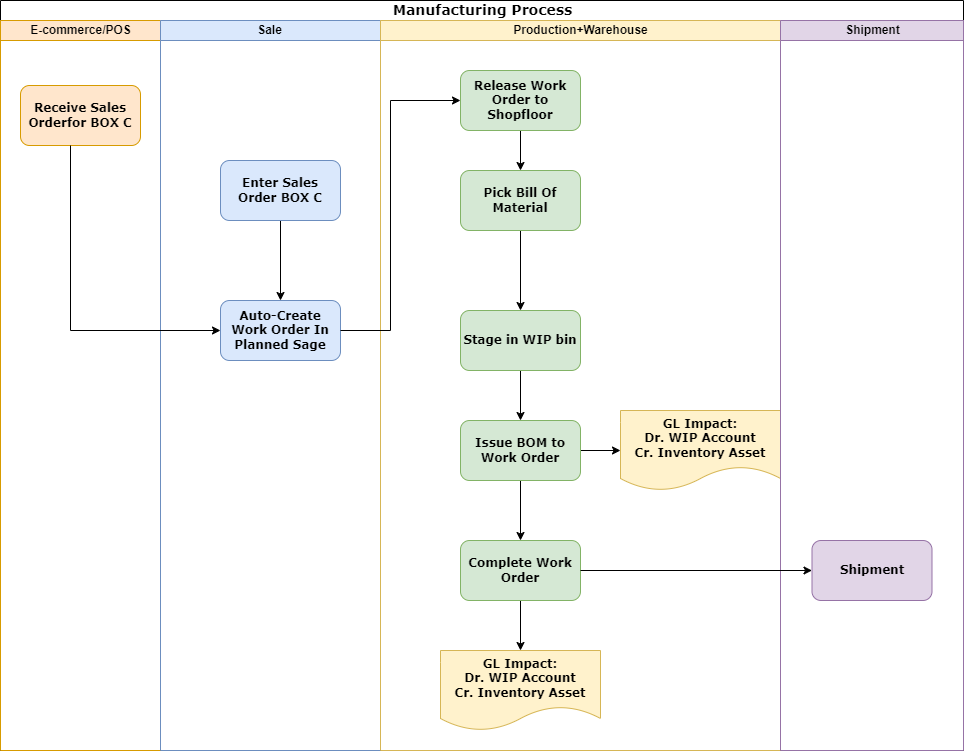 Manufacturing Process
E-commerce/POS
Sale
Production+Warehouse
Shipment
Receive Sales
Orderfor BOX C
Enter Sales
Order BOX C
Auto-Create
Work Order In
Planned Sage
Release Work
Order to
Shopfloor
Pick Bill Of
Material
Stage in WIP bin
Issue BOM to
Work Order
GL Impact:
Dr. WIP Account
Cr. Inventory Asset
Complete Work
Order
Shipment
GL Impact:
Dr. WIP Account
Cr. Inventory Asset